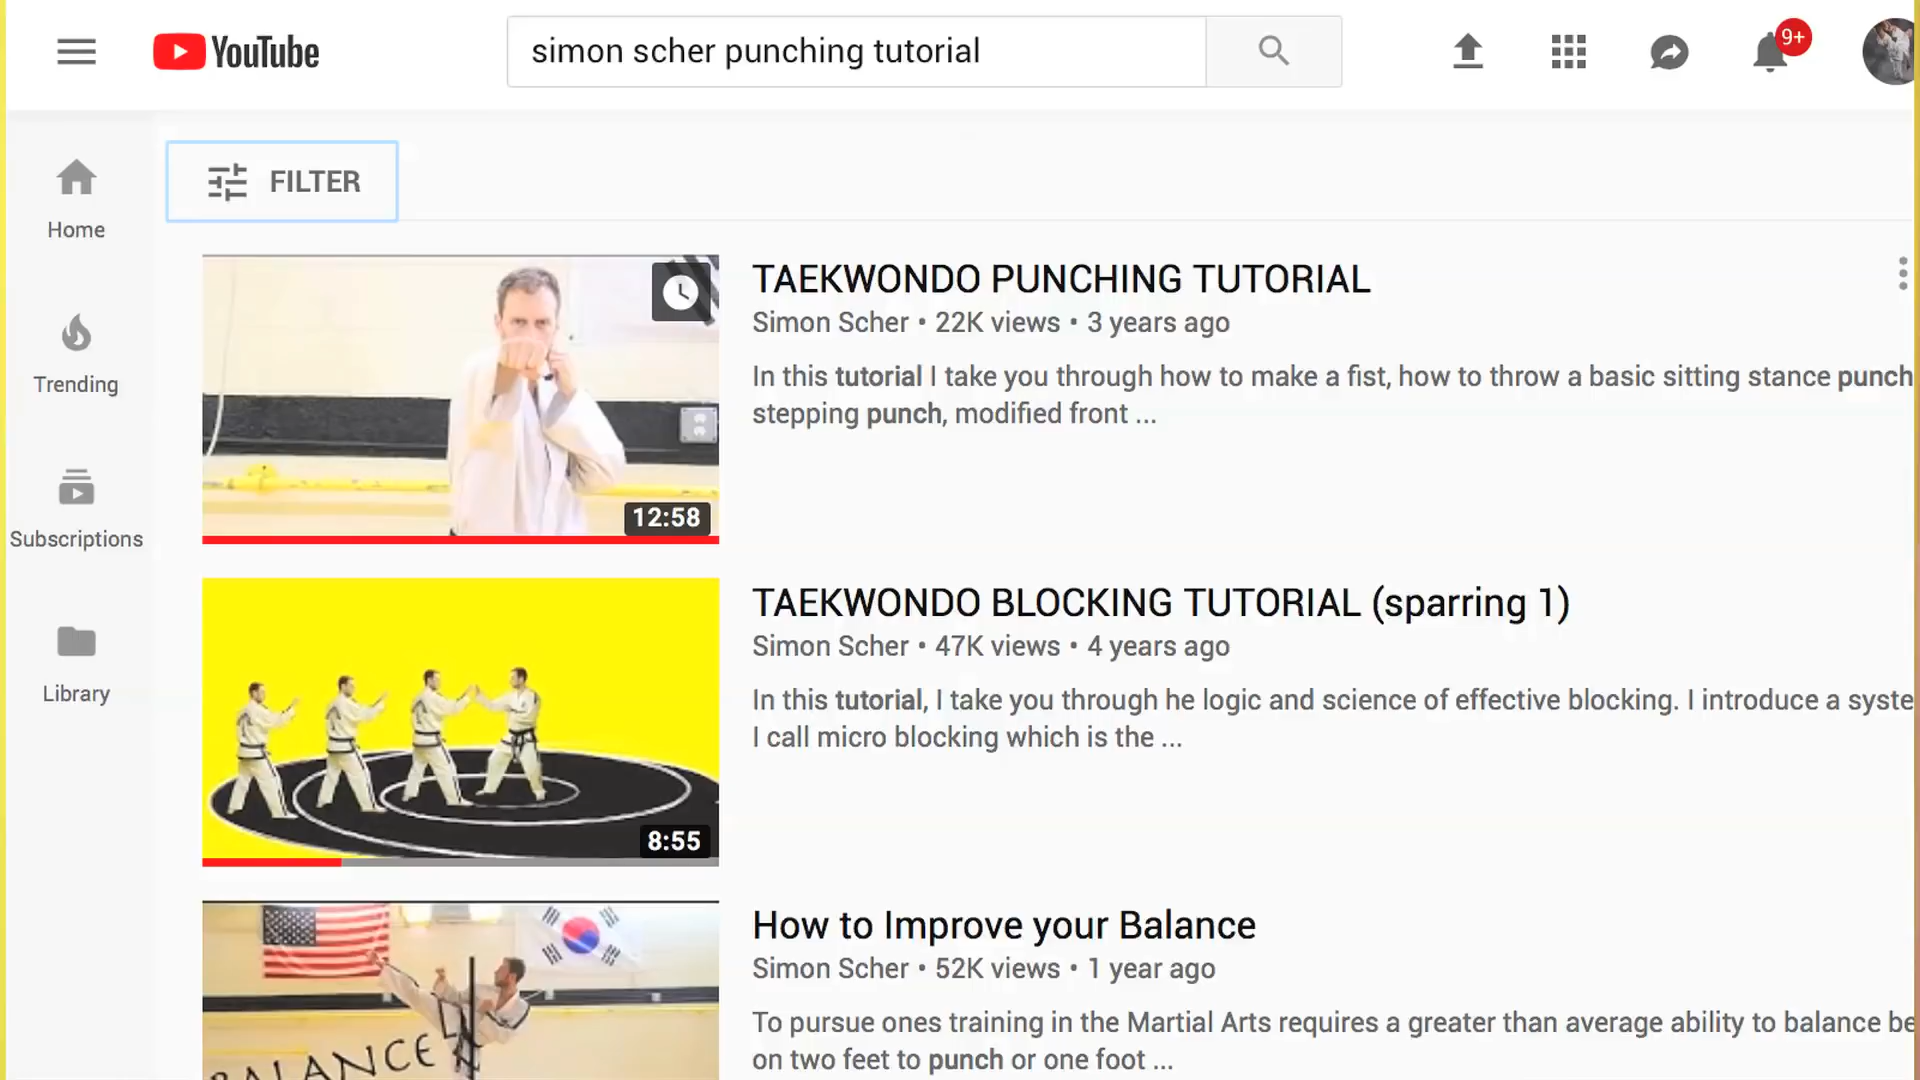 YouTube
simon scher punching tutorial
9+
FILTER
Home
Trending
Subscriptions
Library
12:58
TAEKWONDO PUNCHING TUTORIAL
Simon Scher • 22K views • 3 years ago
In this tutorial I take you through how to make a fist, how to throw a basic sitting stance punch
stepping punch, modified front ...
8:55
TAEKWONDO BLOCKING TUTORIAL (sparring 1)
Simon Scher • 47K views • 4 years ago
In this tutorial, I take you through he logic and science of effective blocking. I introduce a syste
I call micro blocking which is the ...
BALANCE
How to Improve your Balance
Simon Scher • 52K views • 1 year ago
To pursue ones training in the Martial Arts requires a greater than average ability to balance be
on two feet to punch or one foot ...